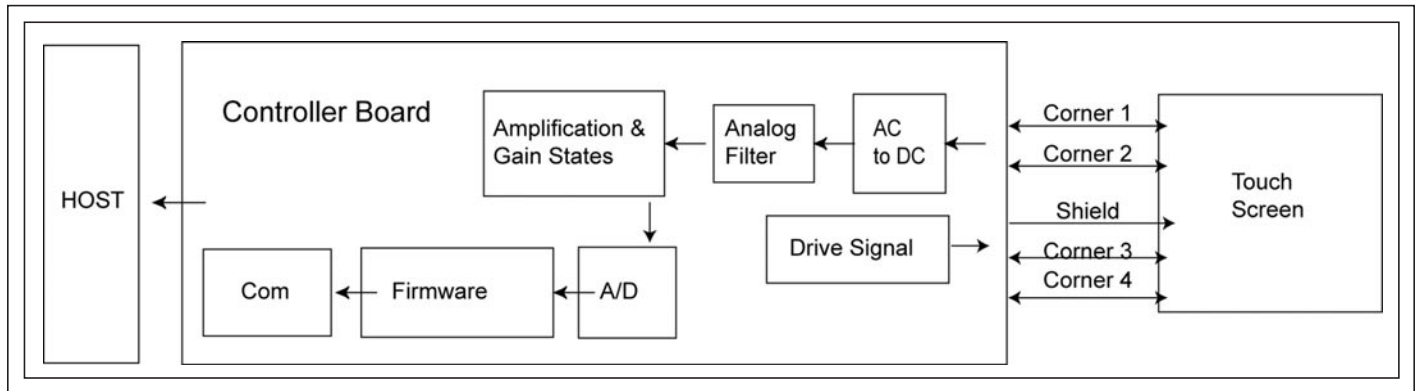 HOST
Controller Board
Amplification &
Gain States
Analog
Filter
AC
to DC
Drive Signal
Com
Firmware
A/D
Corner 1
Corner 2
Shield
Corner 3
Corner 4
Touch
Screen